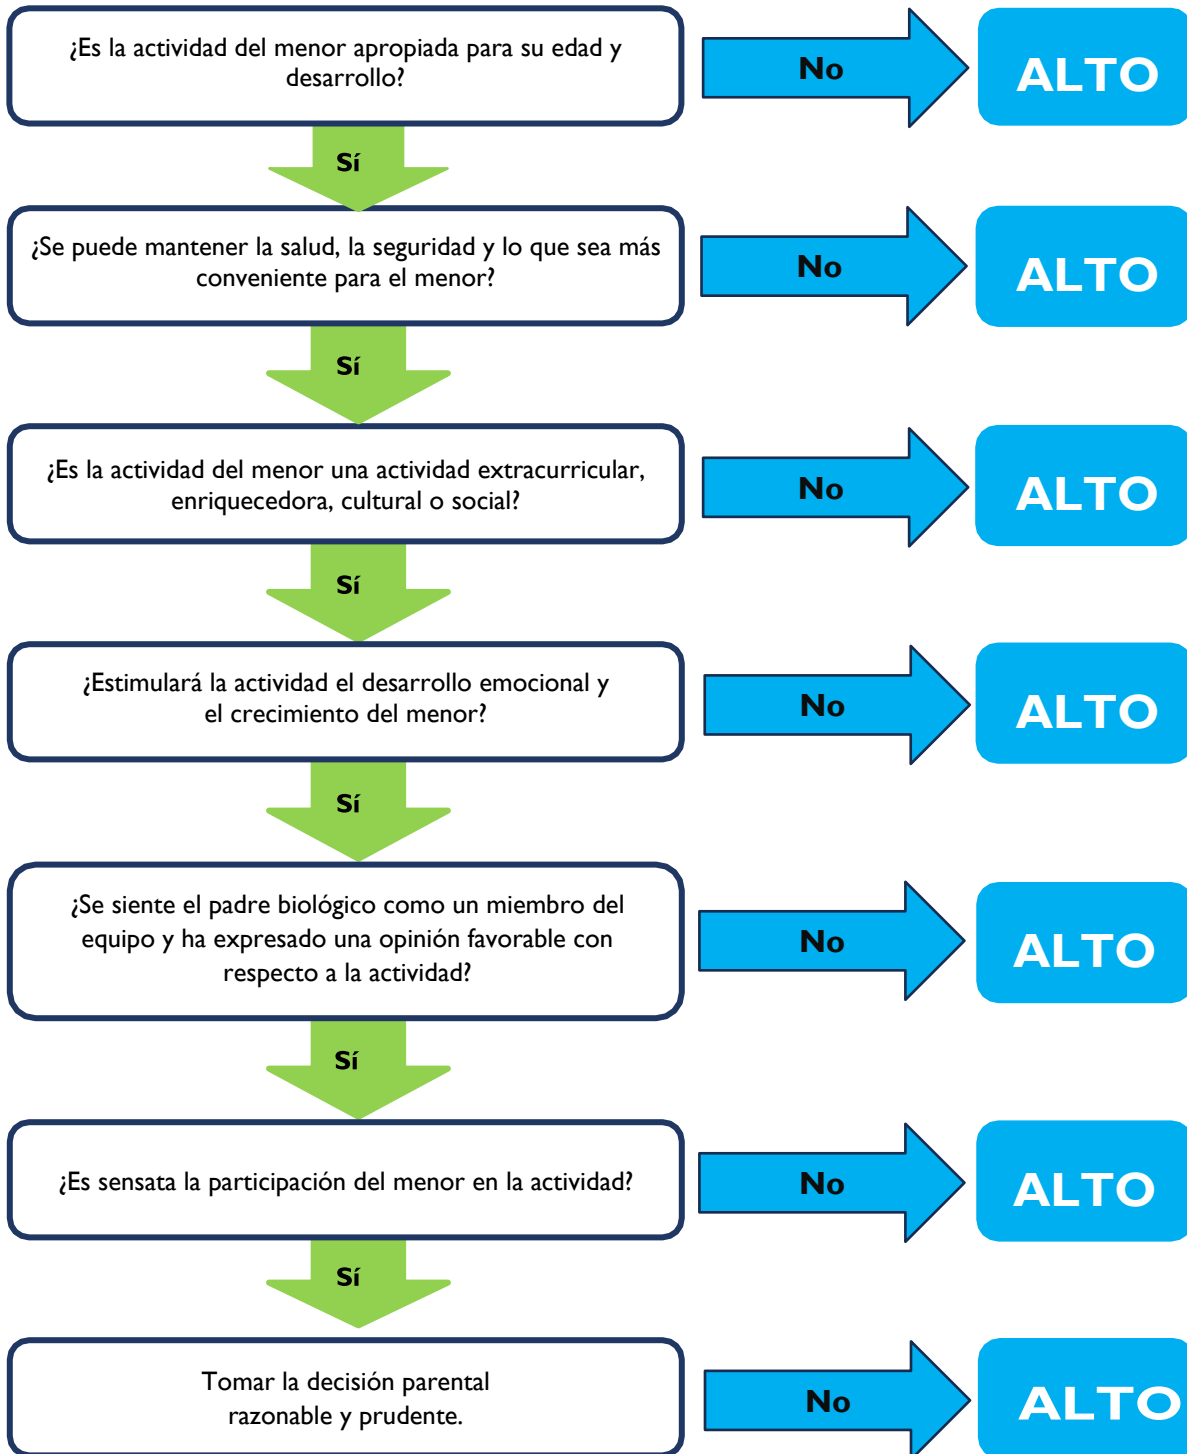 ¿Es la actividad del menor apropiada para su edad y
desarrollo?
No
ALTO
Sí
¿Se puede mantener la salud, la seguridad y lo que sea más
conveniente para el menor?
No
ALTO
Sí
¿Es la actividad del menor una actividad extracurricular,
enriquecedora, cultural o social?
No
ALTO
Sí
¿Estimulará la actividad el desarrollo emocional y
el crecimiento del menor?
No
ALTO
Sí
¿Se siente el padre biológico como un miembro del
equipo y ha expresado una opinión favorable con
respecto a la actividad?
No
ALTO
Sí
¿Es sensata la participación del menor en la actividad?
No
ALTO
Sí
Tomar la decisión parental
razonable y prudente.
No
ALTO